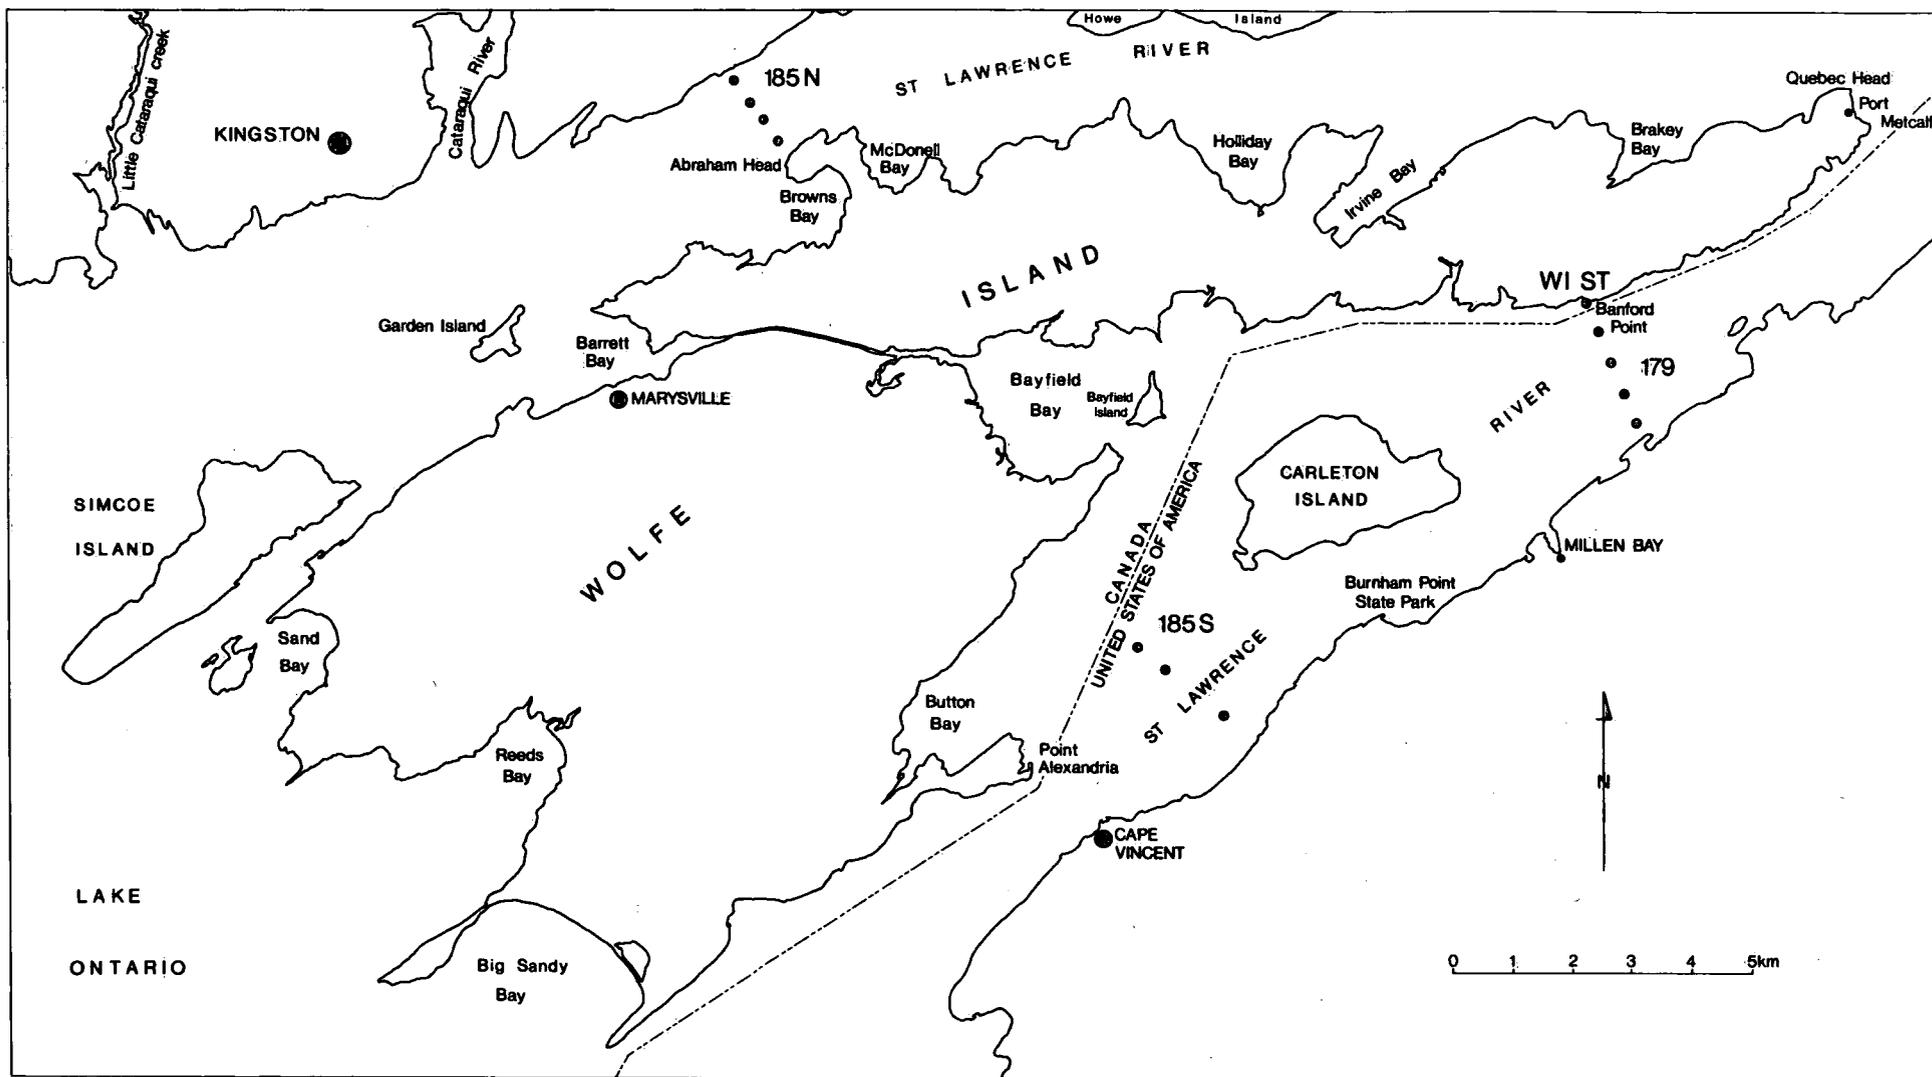 Howe
Island
ST LAWRENCE RIVER
185N
Little Cataraqui creek
Cataraqui River
KINGSTON
Abraham Head
McDonell
Bay
Browns
Bay
Holliday
Bay
Irvine Bay
Brakey
Bay
Quebec Head
Port
Metcalf
ISLAND
WI ST
Banford
Point
179
Garden Island
Barrett
Bay
MARYSVILLE
Bayfield
Bay
Bayfield
Island
RIVER
CARLETON
ISLAND
SIMCOE
ISLAND
WOLFE
CANADA
UNITED STATES OF AMERICA
MILLEN BAY
Burnham Point
State Park
185S
ST LAWRENCE
Sand
Bay
Button
Bay
Reeds
Bay
Point
Alexandria
N
CAPE
VINCENT
LAKE
ONTARIO
Big Sandy
Bay
0 1 2 3 4 5km